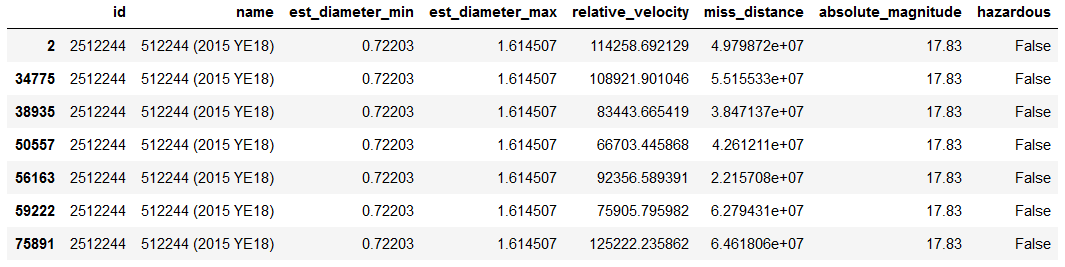 id name est_diameter_min est_diameter_max relative_velocity miss_distance absolute_magnitude hazardous
2 2512244 512244 (2015 YE18) 0.72203 1.614507 114258.692129 4.979872e+07 17.83 False
34775 2512244 512244 (2015 YE18) 0.72203 1.614507 108921.901046 5.515533e+07 17.83 False
38935 2512244 512244 (2015 YE18) 0.72203 1.614507 83443.665419 3.847137e+07 17.83 False
50557 2512244 512244 (2015 YE18) 0.72203 1.614507 66703.445868 4.261211e+07 17.83 False
56163 2512244 512244 (2015 YE18) 0.72203 1.614507 92356.589391 2.215708e+07 17.83 False
59222 2512244 512244 (2015 YE18) 0.72203 1.614507 75905.795982 6.279431e+07 17.83 False
75891 2512244 512244 (2015 YE18) 0.72203 1.614507 125222.235862 6.461806e+07 17.83 False